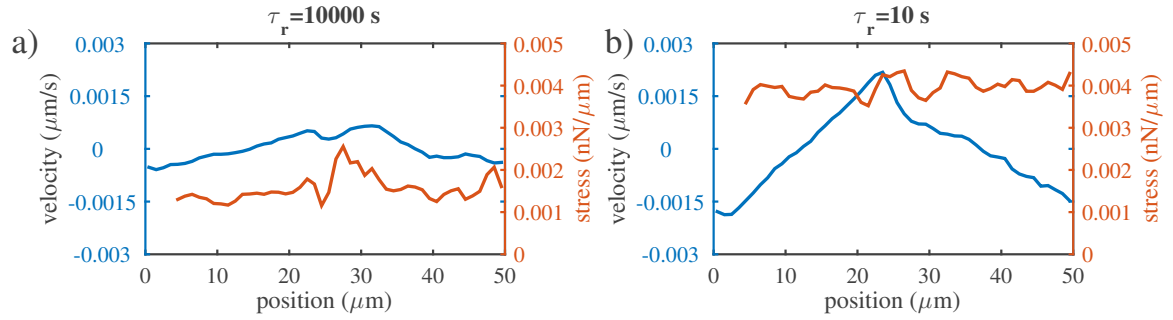 τr=10000 s
a)
velocity (μm/s)
0.003
0.0015
0
-0.0015
-0.003
0.005
0.004
0.003
0.002
0.001
0
stress (nN/μm)
0 10 20 30 40 50
position (μm)
τr=10 s
b)
velocity (μm/s)
0.003
0.0015
0
-0.0015
-0.003
0.005
0.004
0.003
0.002
0.001
0
stress (nN/μm)
0 10 20 30 40 50
position (μm)